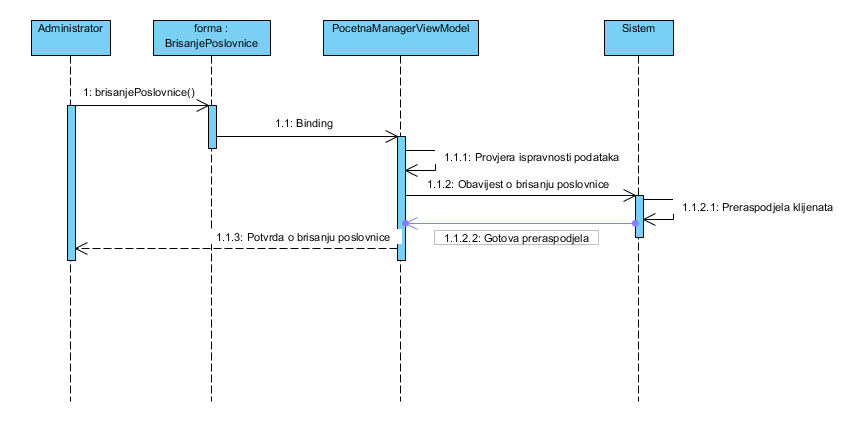 Administrator
forma :
BrisanjePoslovnice
PocetnaManagerViewModel
Sistem
1: brisanjePoslovnice()
1.1: Binding
1.1.1: Provjera ispravnosti podataka
1.1.2: Obavijest o brisanju poslovnice
1.1.2.1: Preraspodjela klijenata
1.1.3: Potvrda o brisanju poslovnice
1.1.2.2: Gotova preraspodjela